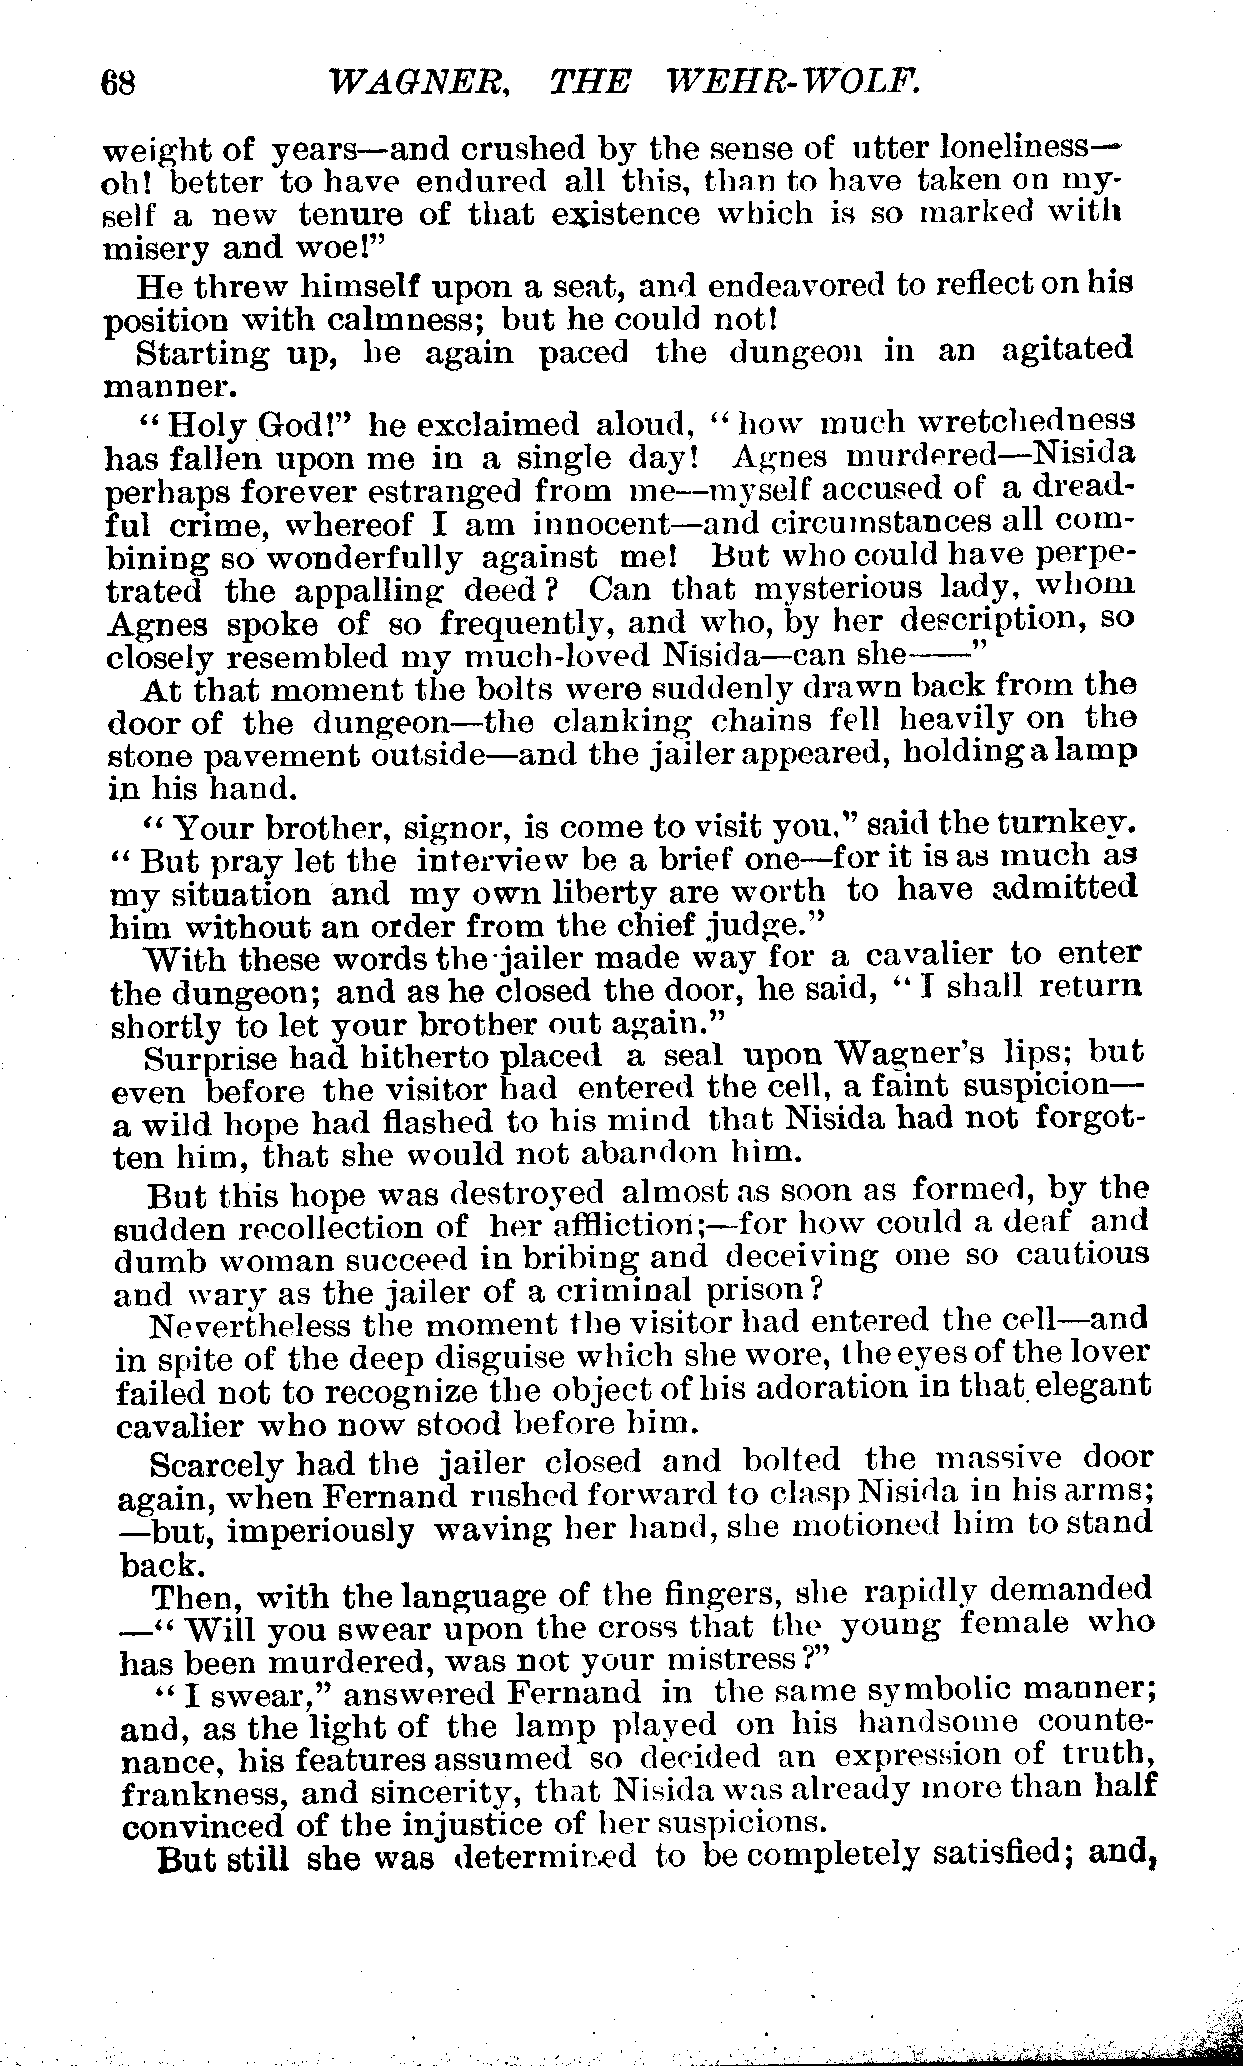 68 WAGNER, THE WEHR-WOLF.
weight of years—and crushed by the sense of utter loneliness—
oh! better to have endured all this, than to have taken on my-
self a new tenure of that existence which is so marked with
misery and woe!”
He threw himself upon a seat, and endeavored to reflect on his
position with calmness; but he could not!
Starting up, he again paced the dungeon in an agitated
manner.
“Holy God!” he exclaimed aloud, “how much wretchedness
has fallen upon me in a single day! Agnes murdered—Nisida
perhaps forever estranged from me—myself accused of a dread-
ful crime, whereof I am innocent—and circumstances all com-
bining so wonderfully against me! But who could have perpe-
trated the appalling deed? Can that mysterious lady, whom
Agnes spoke of so frequently, and who, by her description, so
closely resembled my much-loved Nisida—can she——”
At that moment the bolts were suddenly drawn back from the
door of the dungeon—the clanking chains fell heavily on the
stone pavement outside—and the jailer appeared, holding a lamp
in his hand.
“Your brother, signor, is come to visit you,” said the turnkey.
“But pray let the interview be a brief one—for it is as much as
my situation and my own liberty are worth to have admitted
him without an order from the chief judge.”
With these words the jailer made way for a cavalier to enter
the dungeon; and as he closed the door, he said, “I shall return
shortly to let your brother out again.”
Surprise had hitherto placed a seal upon Wagner's lips; but
even before the visitor had entered the cell, a faint suspicion—
a wild hope had flashed to his mind that Nisida had not forgot-
ten him, that she would not abandon him.
But this hope was destroyed almost as soon as formed, by the
sudden recollection of her affliction;—for how could a deaf and
dumb woman succeed in bribing and deceiving one so cautious
and wary as the jailer of a criminal prison?
Nevertheless the moment the visitor had entered the cell—and
in spite of the deep disguise which she wore, the eyes of the lover
failed not to recognize the object of his adoration in that elegant
cavalier who now stood before him.
Scarcely had the jailer closed and bolted the massive door
again, when Fernand rushed forward to clasp Nisida in his arms;
—but, imperiously waving her hand, she motioned him to stand
back.
Then, with the language of the fingers, she rapidly demanded
—“Will you swear upon the cross that the young female who
has been murdered, was not your mistress?”
“I swear,” answered Fernand in the same symbolic manner;
and, as the light of the lamp played on his handsome counte-
nance, his features assumed so decided an expression of truth,
frankness, and sincerity, that Nisida was already more than half
convinced of the injustice of her suspicions.
But still she was determined to be completely satisfied; and,